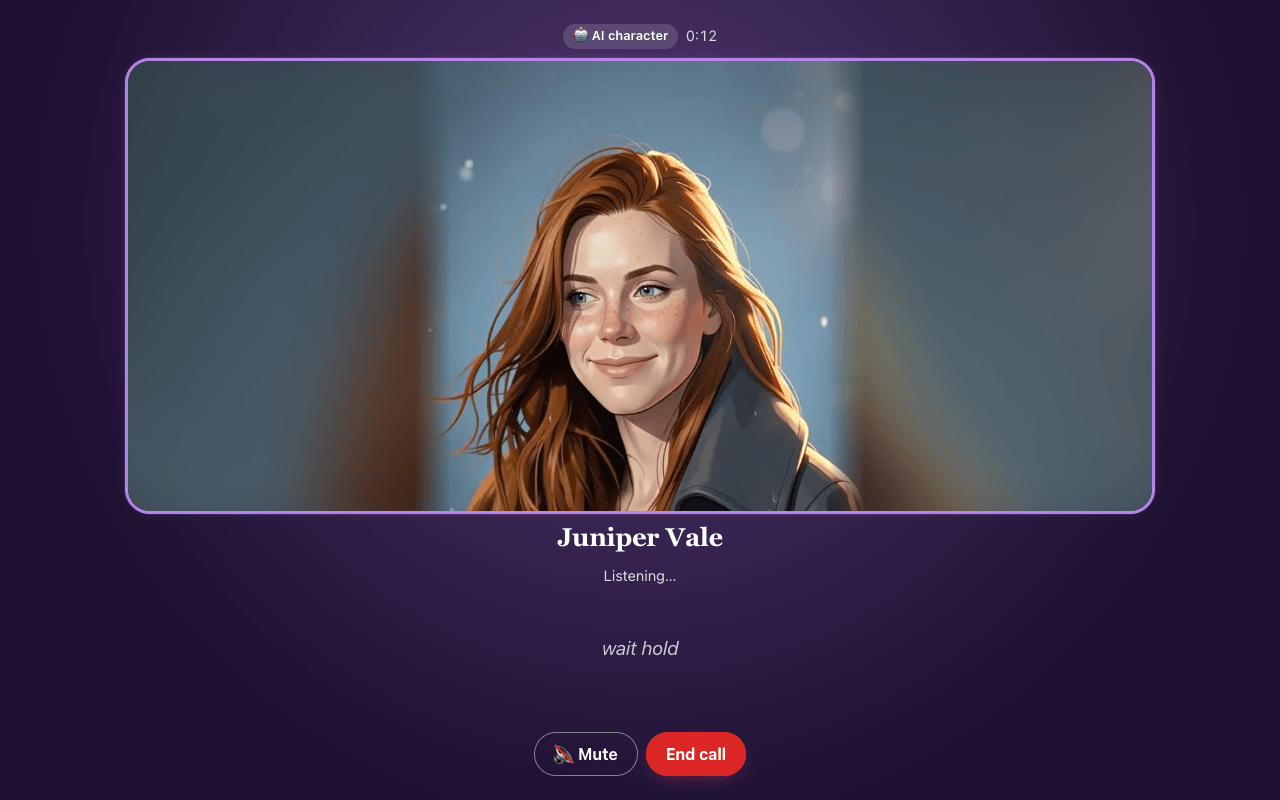 AI character 0:12
Juniper Vale
Listening...
wait hold
Mute End call